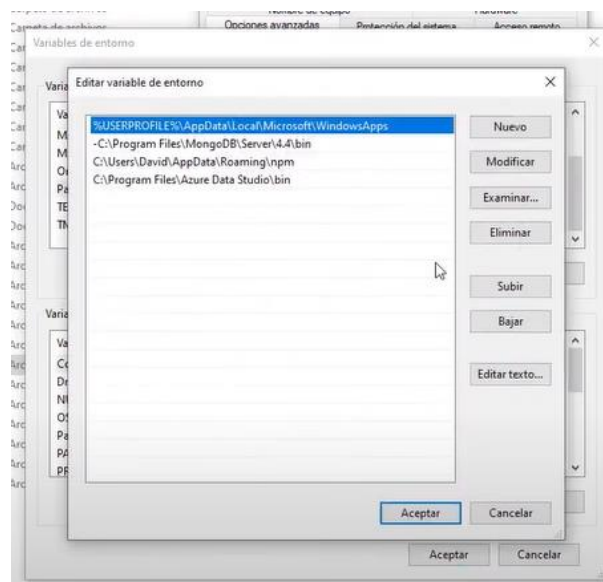 Opciones avanzadas Protección del sistema Acceso remoto
Variables de entorno
Editar variable de entorno
%USERPROFILE%\AppData\Local\Microsoft\WindowsApps
-C:\Program Files\MongoDB\Server\4.4\bin
C:\Users\David\AppData\Roaming\npm
C:\Program Files\Azure Data Studio\bin
Nuevo
Modificar
Examinar...
Eliminar
Subir
Bajar
Editar texto...
Aceptar Cancelar
Aceptar Cancelar